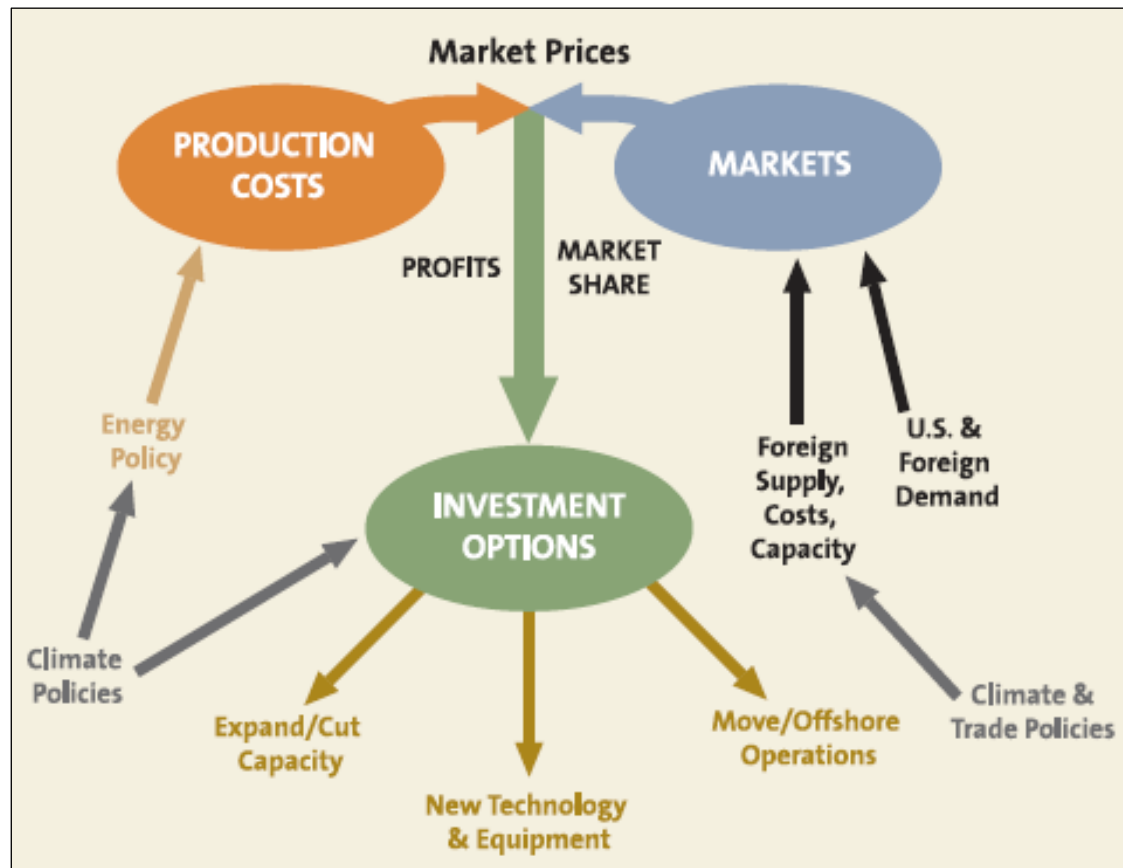 Market Prices
PRODUCTION
COSTS
MARKETS
PROFITS
MARKET
SHARE
Energy
Policy
Foreign
Supply,
Costs,
Capacity
U.S. &
Foreign
Demand
INVESTMENT
OPTIONS
Climate
Policies
Climate &
Trade Policies
Expand/Cut
Capacity
New Technology
& Equipment
Move/Offshore
Operations